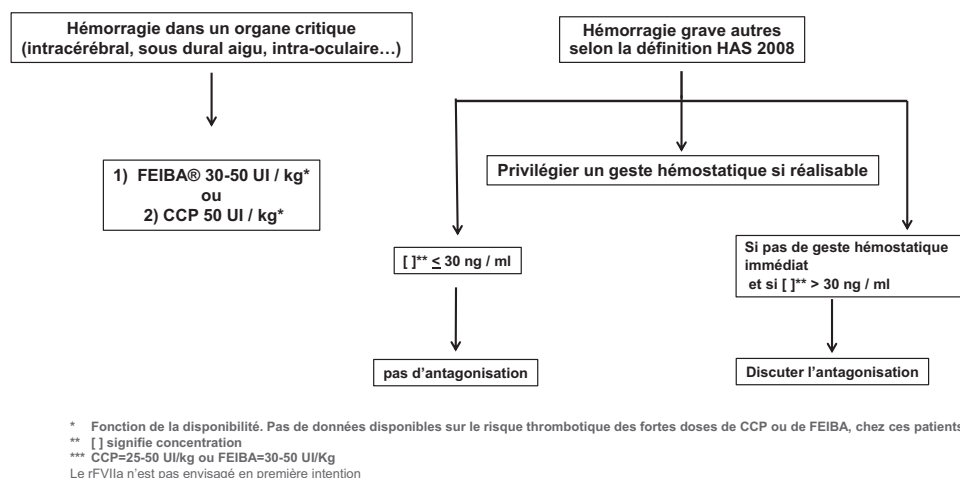 Hémorragie dans un organe critique
(intracérébral, sous dural aigu, intra-oculaire…)
1) FEIBA® 30-50 UI / kg*
ou
2) CCP 50 UI / kg*
Hémorragie grave autres
selon la définition HAS 2008
Privilégier un geste hémostatique si réalisable
[ ]** ≤ 30 ng / ml
pas d’antagonisation
Si pas de geste hémostatique
immédiat
et si [ ]** > 30 ng / ml
Discuter l’antagonisation
* Fonction de la disponibilité. Pas de données disponibles sur le risque thrombotique des fortes doses de CCP ou de FEIBA, chez ces patients
** [ ] signifie concentration
*** CCP=25-50 UI/kg ou FEIBA=30-50 UI/Kg
Le rFVIIa n’est pas envisagé en première intention